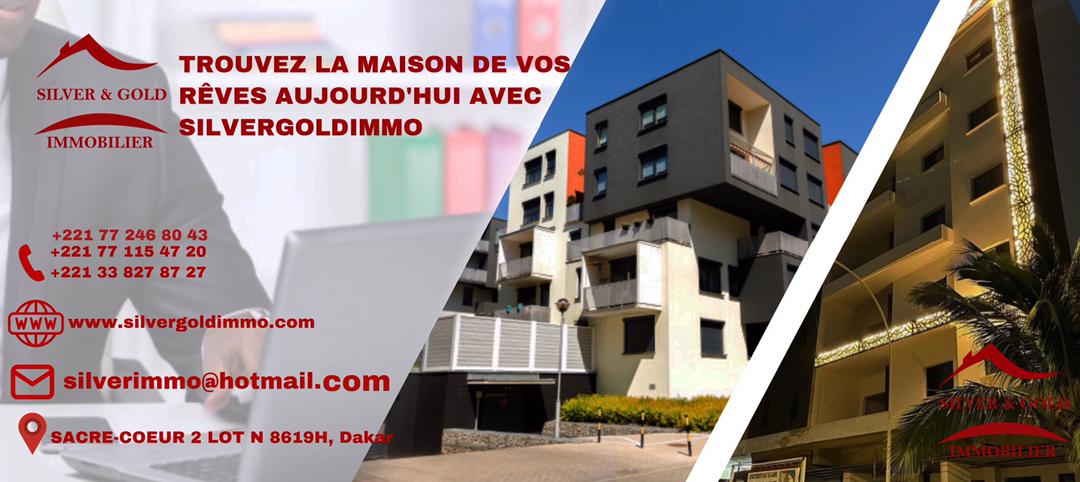 SILVER & GOLD
IMMOBILIER
TROUVEZ LA MAISON DE VOS
RÊVES AUJOURD'HUI AVEC
SILVERGOLDIMMO
+221 77 246 80 43
+221 77 115 47 20
+221 33 827 87 27
WWW www.silvergoldimmo.com
silverimmo@hotmail.com
SACRE-COEUR 2 LOT N 8619H, Dakar
SILVER & GOLD
IMMOBILIER